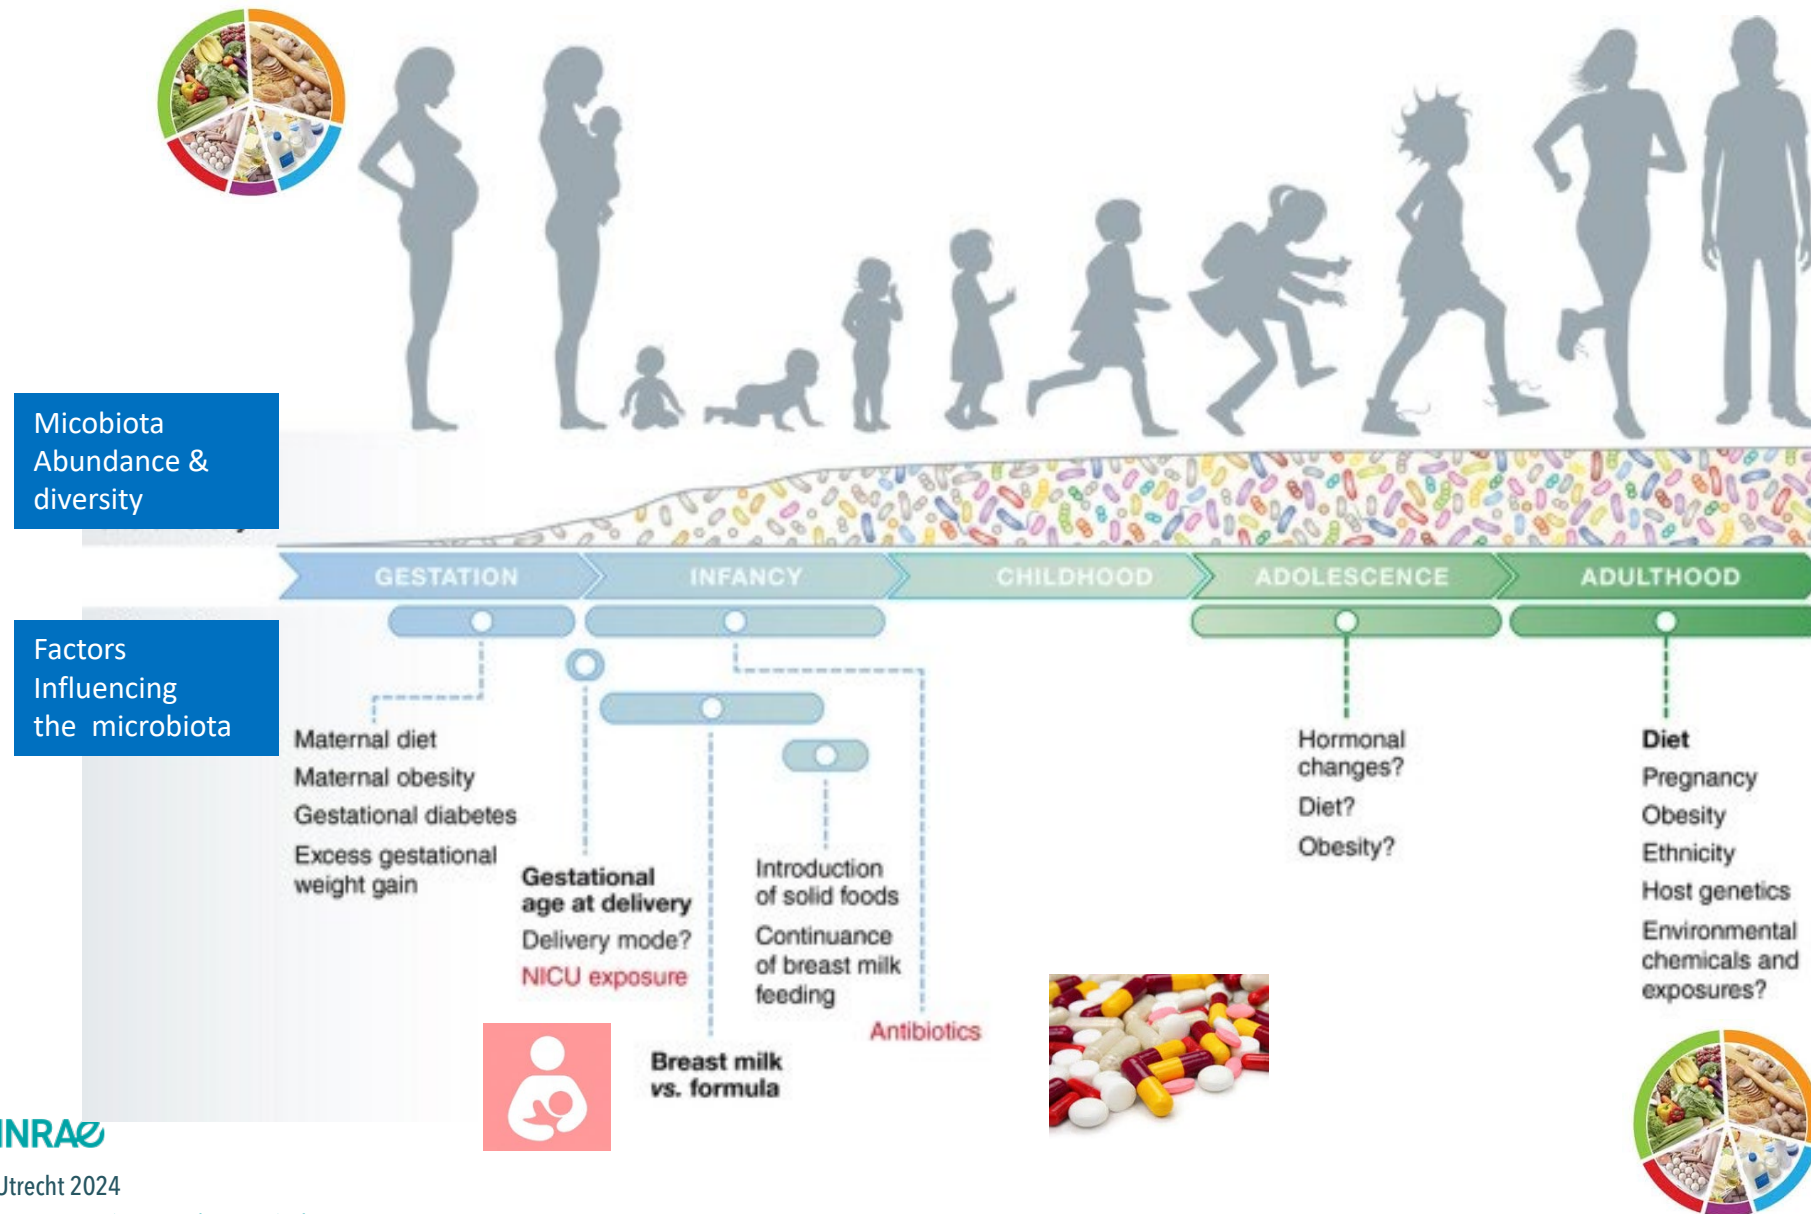 Micobiota
Abundance &
diversity
GESTATION
INFANCY
CHILDHOOD
ADOLESCENCE
ADULTHOOD
Factors
Influencing
the  microbiota
Maternal diet
Maternal obesity
Gestational diabetes
Excess gestational
weight gain
Gestational
age at delivery
Delivery mode?
NICU exposure
Breast milk
vs. formula
Introduction
of solid foods
Continuance
of breast milk
feeding
Antibiotics
Hormonal
changes?
Diet?
Obesity?
Diet
Pregnancy
Obesity
Ethnicity
Host genetics
Environmental
chemicals and
exposures?
INRAE
Utrecht 2024